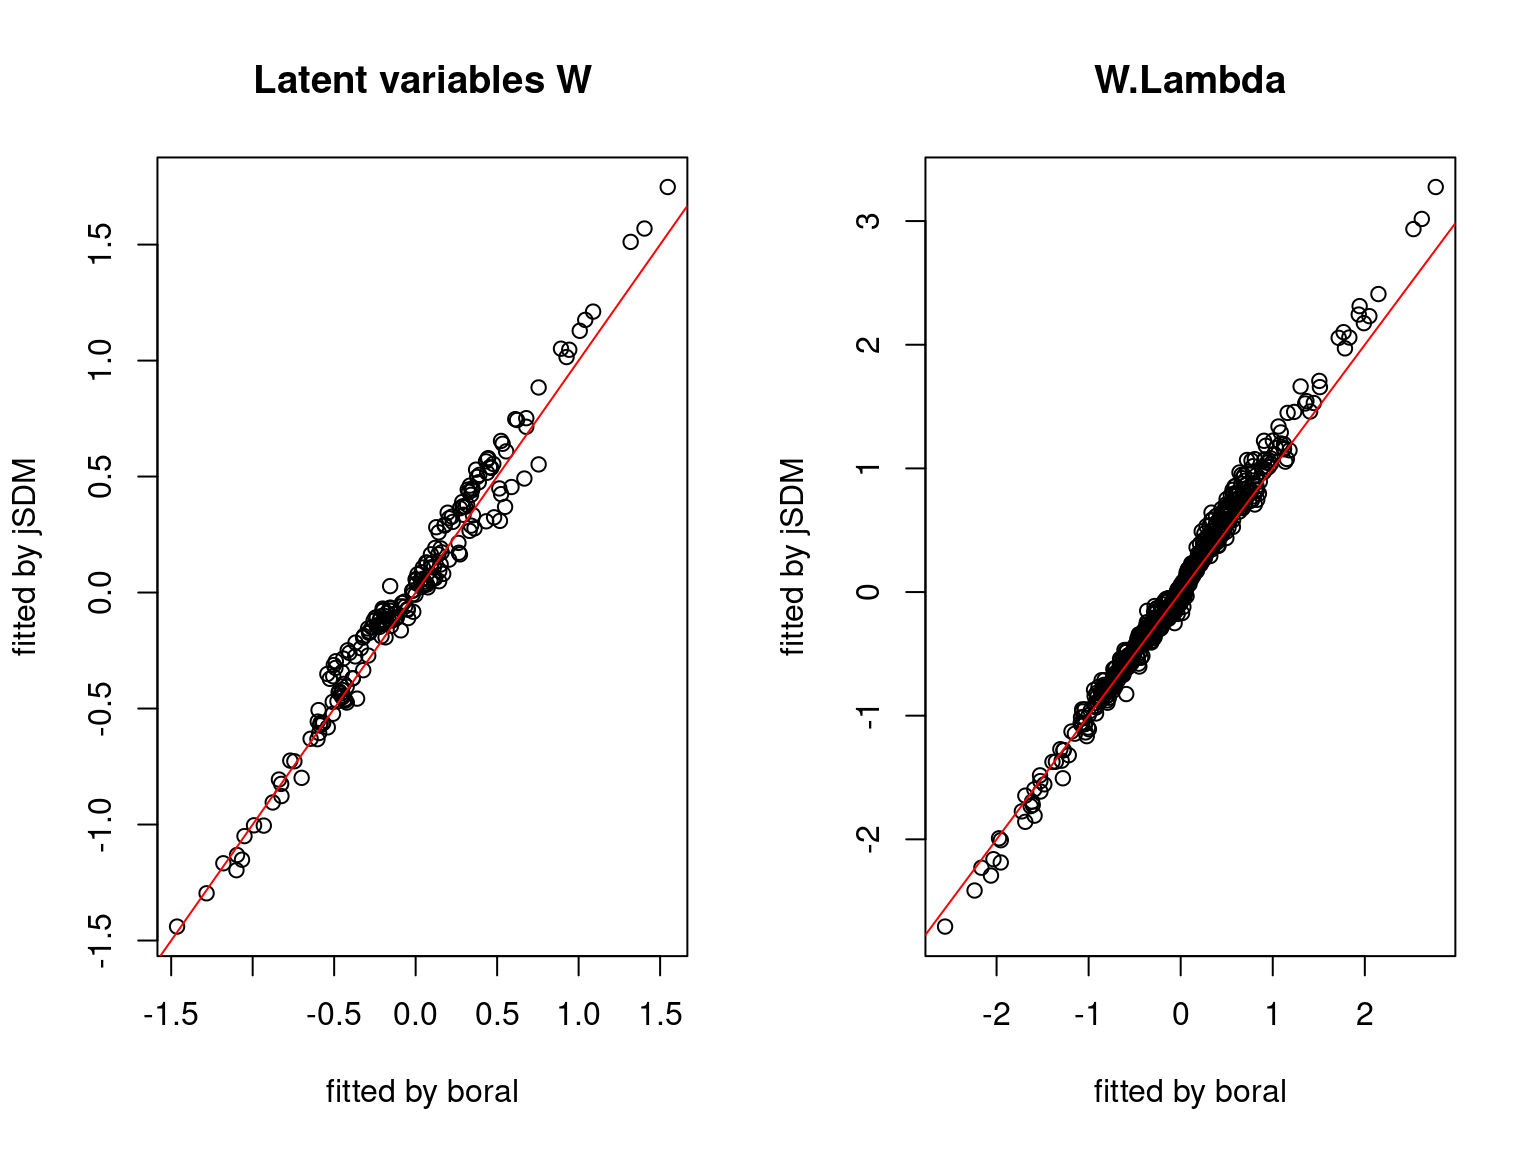 Latent variables W
fitted by jSDM
1.5
1.0
0.5
0.0
-0.5
-1.0
-1.5
-1.5 -0.5 0.0 0.5 1.0 1.5
fitted by boral
W.Lambda
fitted by jSDM
3
2
1
0
-1
-2
-2 -1 0 1 2
fitted by boral